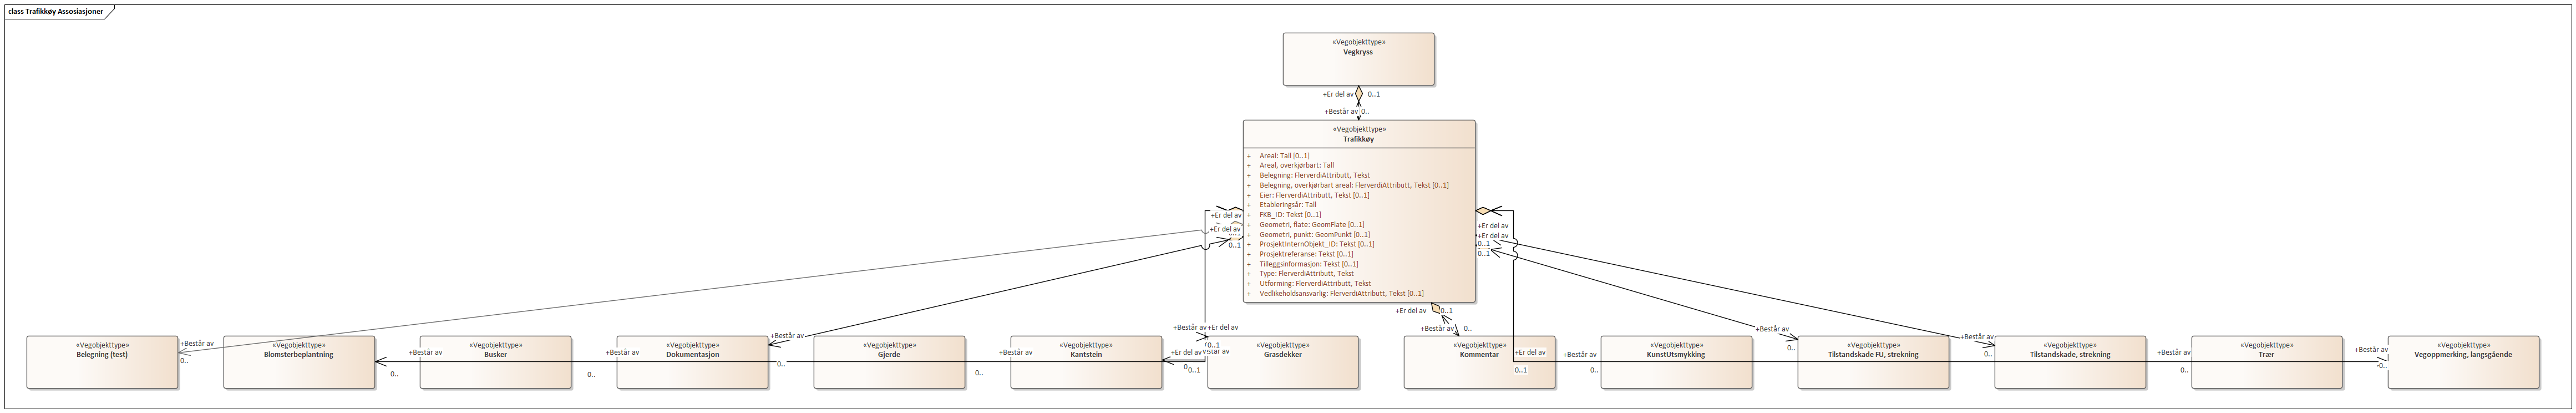 class Trafikkøy Assosiasjoner
«Vegobjekttype»
Vegkryss
+Er del av 0..1
+Består av 0..
«Vegobjekttype»
Trafikkøy
+ Areal: Tall [0..1]
+ Areal, overkjørbart: Tall
+ Belegning: FlerverdiAttributt, Tekst
+ Belegning, overkjørbart areal: FlerverdiAttributt, Tekst [0..1]
+ Eier: FlerverdiAttributt, Tekst [0..1]
+ Etableringsår: Tall
+ FKB_ID: Tekst [0..1]
+ Geometri, flate: GeomFlate [0..1]
+ Geometri, punkt: GeomPunkt [0..1]
+ ProsjektInternObjekt_ID: Tekst [0..1]
+ Prosjektreferanse: Tekst [0..1]
+ Tilleggsinformasjon: Tekst [0..1]
+ Type: FlerverdiAttributt, Tekst
+ Utforming: FlerverdiAttributt, Tekst
+ Vedlikeholdsansvarlig: FlerverdiAttributt, Tekst [0..1]
+Er del av
+Er del av
0..1
+Er del av
+Er del av
0..1
0..1
+Er del av 0..1
+Består av 0..
«Vegobjekttype»
Belegning (test)
+Består av
0..
«Vegobjekttype»
Blomsterbeplantning
0..
«Vegobjekttype»
Busker
+Består av
0..
«Vegobjekttype»
Dokumentasjon
+Består av
+Består av
0..
«Vegobjekttype»
Gjerde
0..
«Vegobjekttype»
Kantstein
+Består av
+Består av +Er del av
0..1
+Er del av
0..1
«Vegobjekttype»
Grasdekker
«Vegobjekttype»
Kommentar
+Er del av
0..1
+Består av
0..
«Vegobjekttype»
KunstUtsmykking
+Består av
0..
«Vegobjekttype»
Tilstandskade FU, strekning
+Består av
0..
«Vegobjekttype»
Tilstandskade, strekning
+Består av
0..
«Vegobjekttype»
Trær
+Består av
0..
«Vegobjekttype»
Vegoppmerking, langsgående